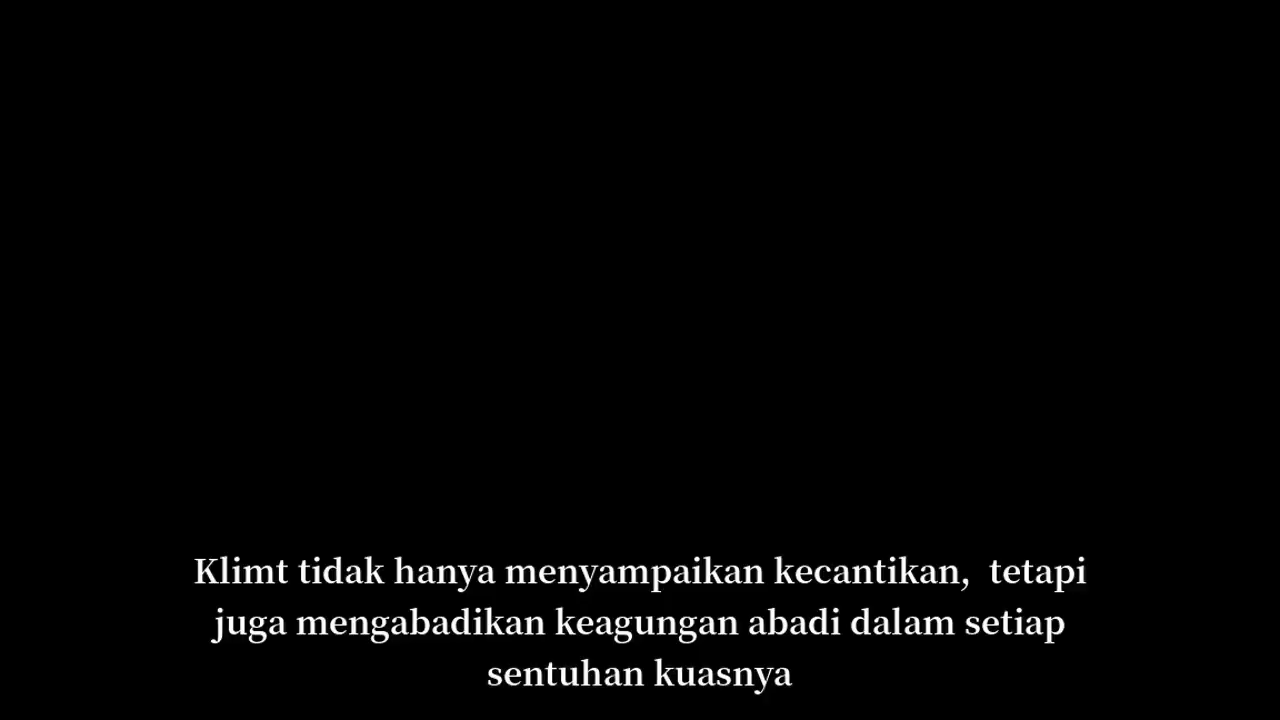 Klimt tidak hanya menyampaikan kecantikan,  tetapi
juga mengabadikan keagungan abadi dalam setiap
sentuhan kuasnya